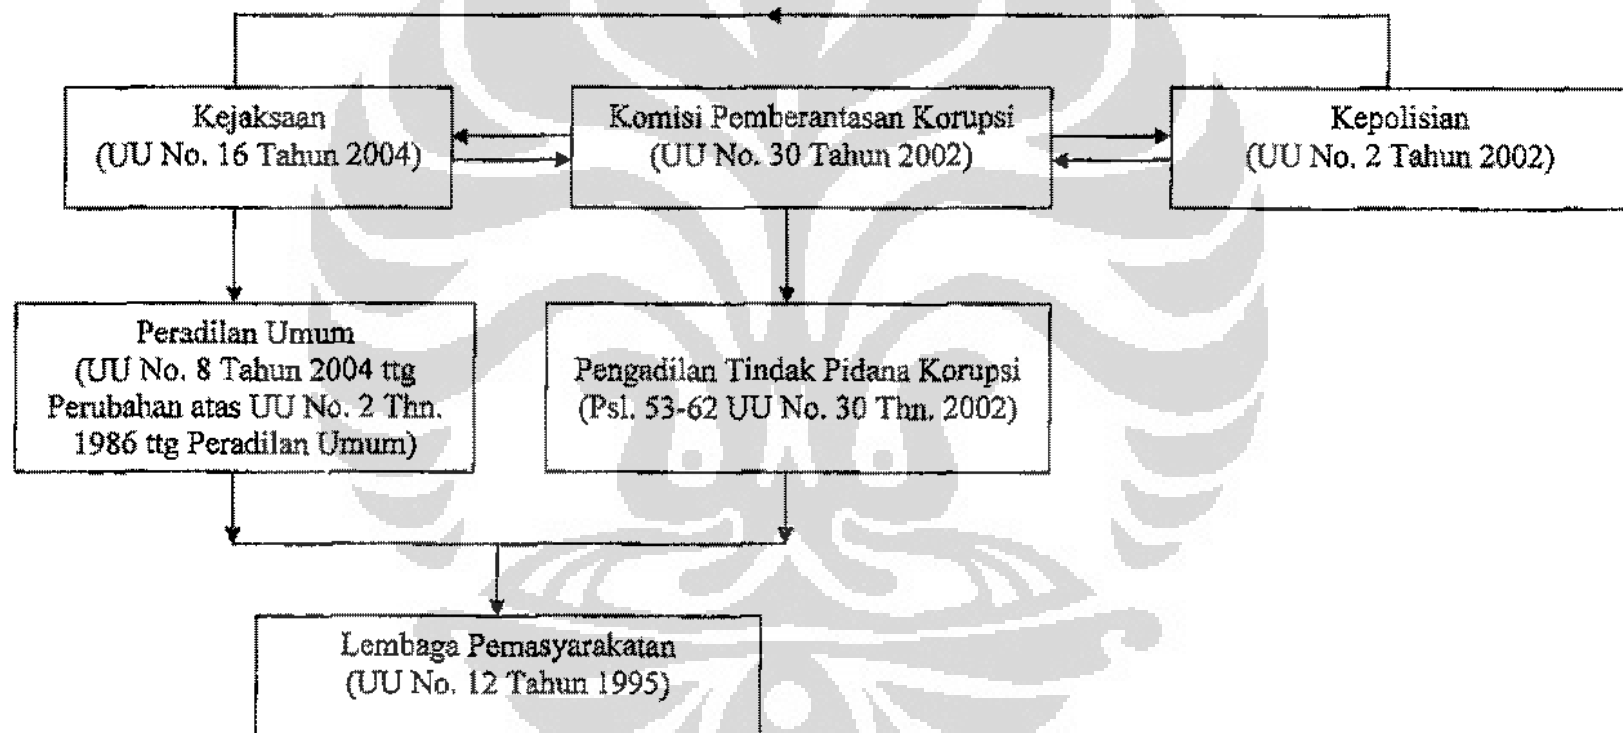 Kejaksaan
(UU No. 16 Tahun 2004)
Komisi Pemberantasan Korupsi
(UU No. 30 Tahun 2002)
Kepolisian
(UU No. 2 Tahun 2002)
Peradilan Umum
(UU No. 8 Tahun 2004 ttg
Perubahan atas UU No. 2 Thn.
1986 ttg Peradilan Umum)
Pengadilan Tindak Pidana Korupsi
(Psl. 53-62 UU No. 30 Thn. 2002)
Lembaga Pemasyarakatan
(UU No. 12 Tahun 1995)